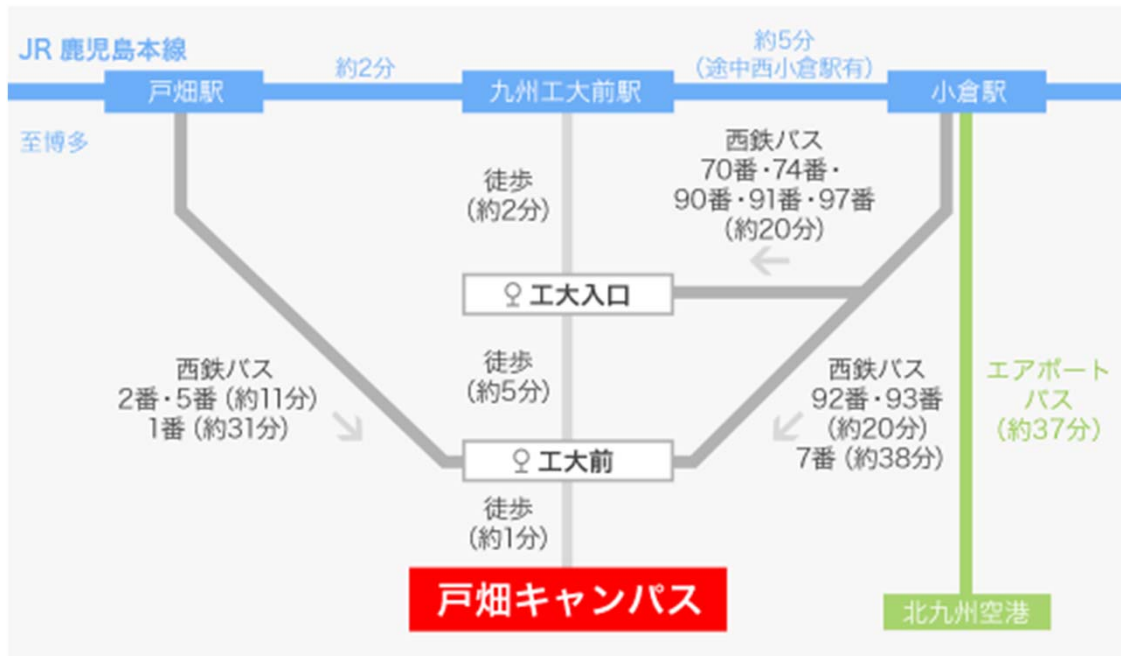 JR 鹿児島本線
約2分
約5分
(途中西小倉駅有)
戸畑駅
九州工大前駅
小倉駅
至博多
徒歩
(約2分)
西鉄バス
70番・74番・
90番・91番・97番
(約20分)
工大入口
徒歩
(約5分)
西鉄バス
2番・5番 (約11分)
1番 (約31分)
西鉄バス
92番・93番
(約20分)
7番 (約38分)
エアポート
バス
(約37分)
工大前
徒歩
(約1分)
戸畑キャンパス
北九州空港